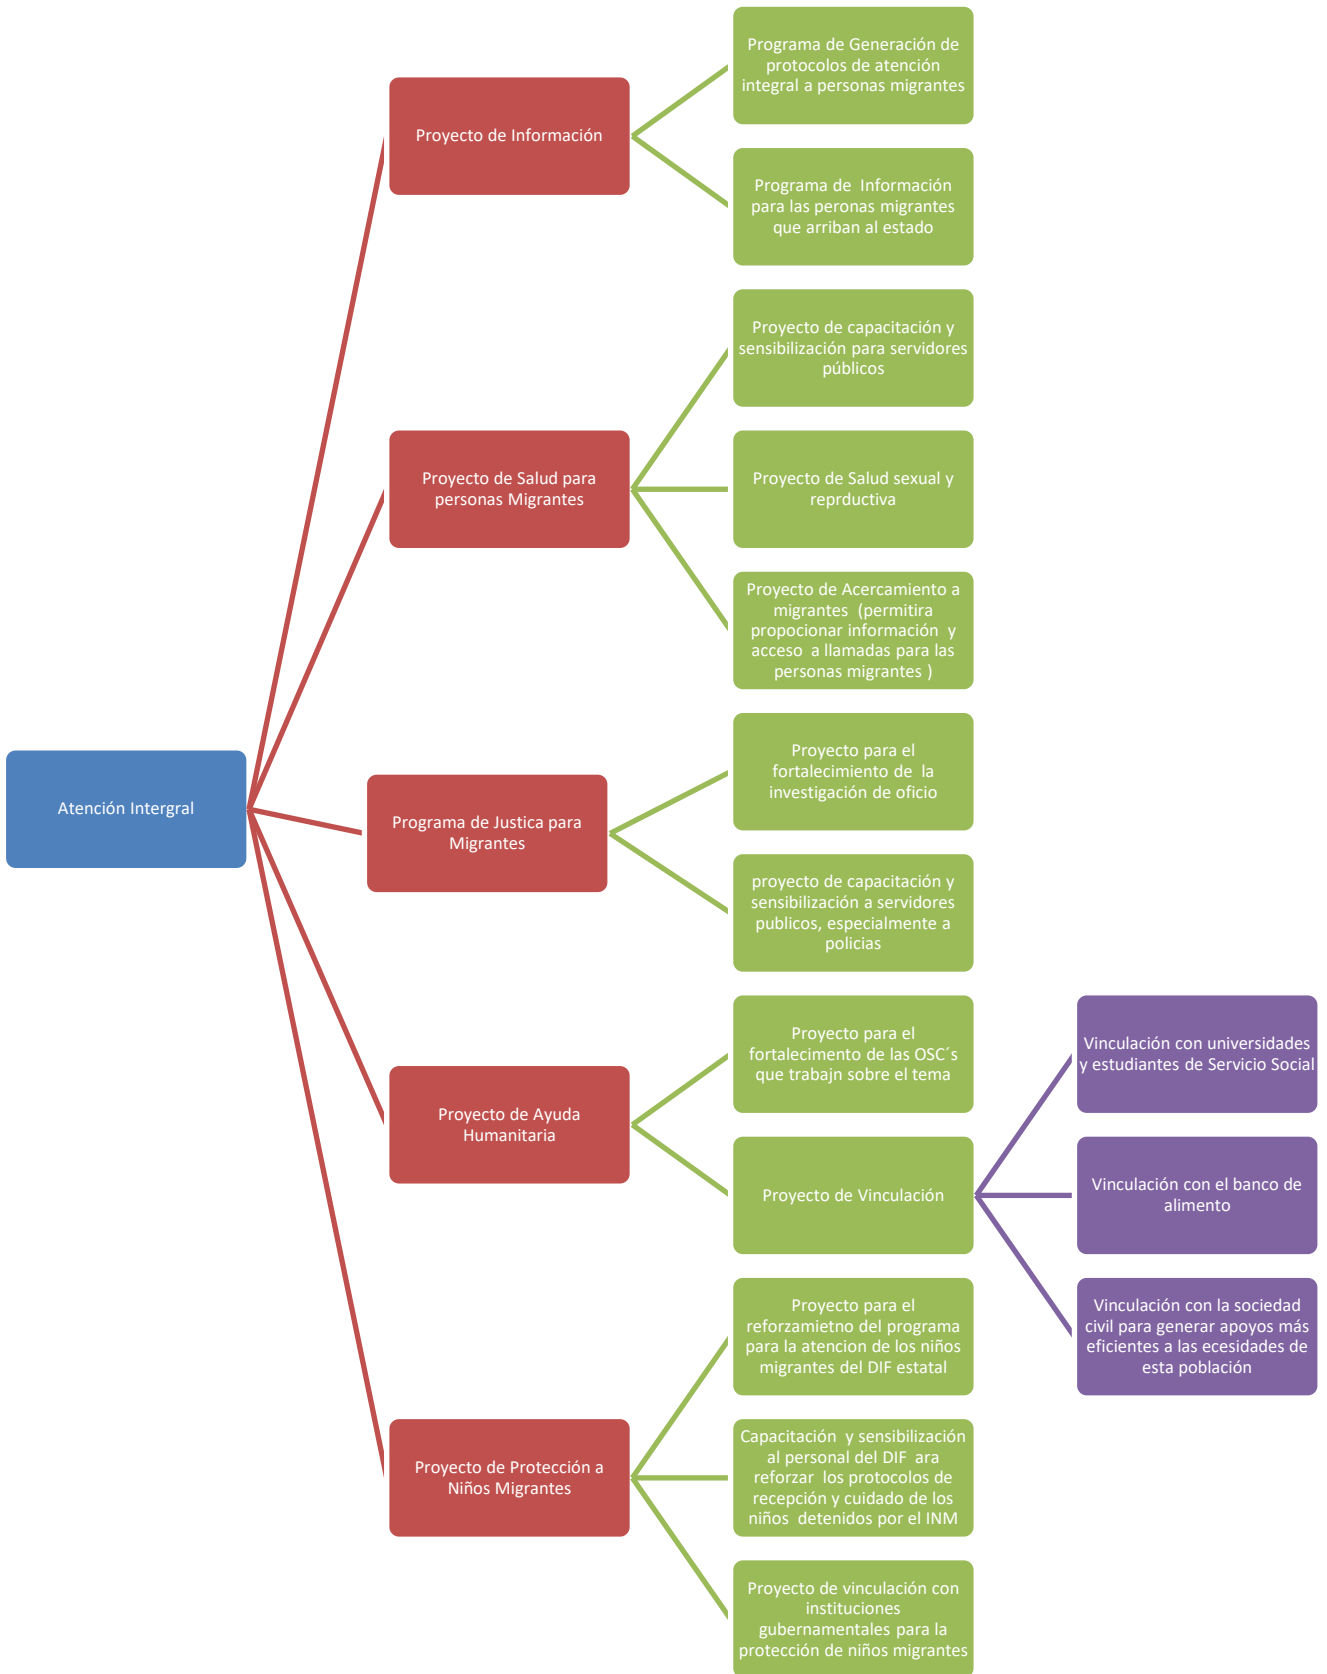 Atención Intergral
Proyecto de Información
Programa de Generación de
protocolos de atención
integral a personas migrantes
Programa de  Información
para las peronas migrantes
que arriban al estado
Proyecto de Salud para
personas Migrantes
Proyecto de capacitación y
sensibilización para servidores
públicos
Proyecto de Salud sexual y
reprductiva
Proyecto de Acercamiento a
migrantes  (permitira
propocionar información  y
acceso  a llamadas para las
personas migrantes )
Programa de Justica para
Migrantes
Proyecto para el
fortalecimiento de  la
investigación de oficio
proyecto de capacitación y
sensibilización a servidores
publicos, especialmente a
policias
Proyecto de Ayuda
Humanitaria
Proyecto para el
fortalecimento de las OSC´s
que trabajn sobre el tema
Proyecto de Vinculación
Vinculación con universidades
y estudiantes de Servicio Social
Vinculación con el banco de
alimento
Vinculación con la sociedad
civil para generar apoyos más
eficientes a las ecesidades de
esta población
Proyecto de Protección a
Niños Migrantes
Proyecto para el
reforzamietno del programa
para la atencion de los niños
migrantes del DIF estatal
Capacitación  y sensibilización
al personal del DIF  ara
reforzar  los protocolos de
recepción y cuidado de los
niños  detenidos por el INM
Proyecto de vinculación con
instituciones
gubernamentales para la
protección de niños migrantes